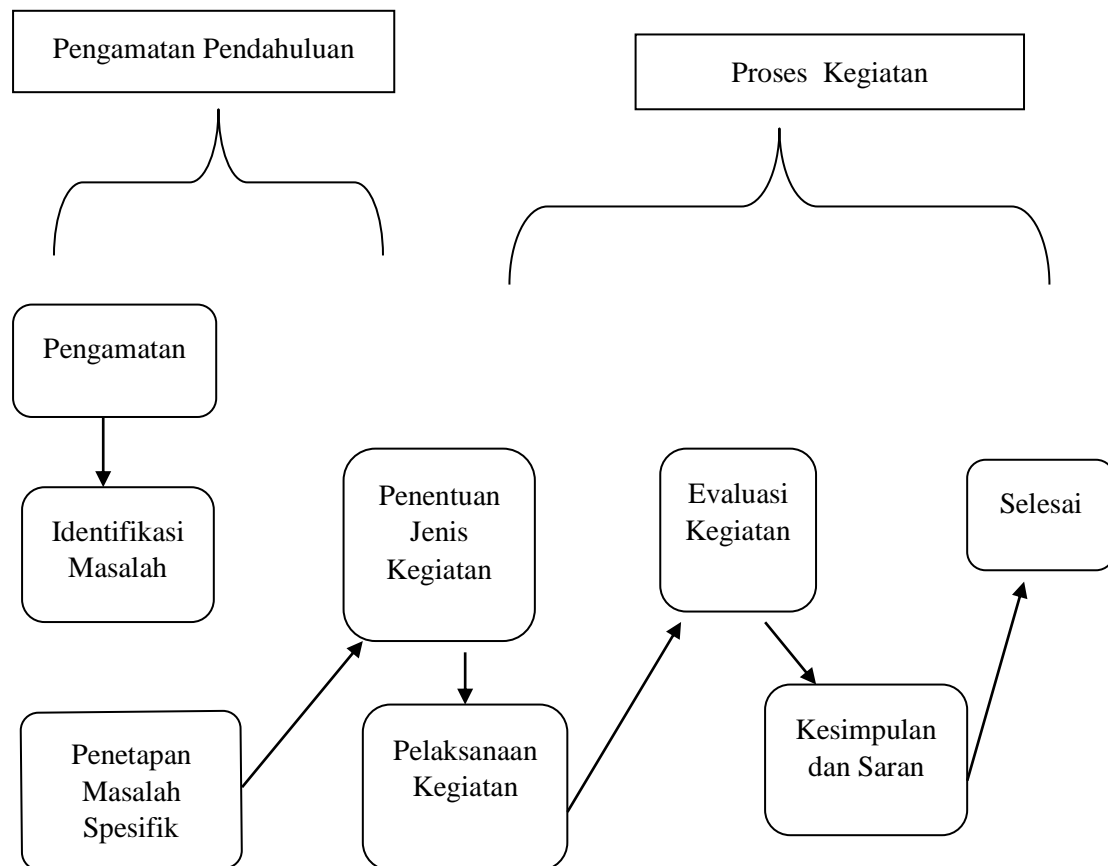 Pengamatan Pendahuluan
Proses Kegiatan
Pengamatan
Identifikasi
Masalah
Penetapan
Masalah
Spesifik
Penentuan
Jenis
Kegiatan
Pelaksanaan
Kegiatan
Evaluasi
Kegiatan
Kesimpulan
dan Saran
Selesai